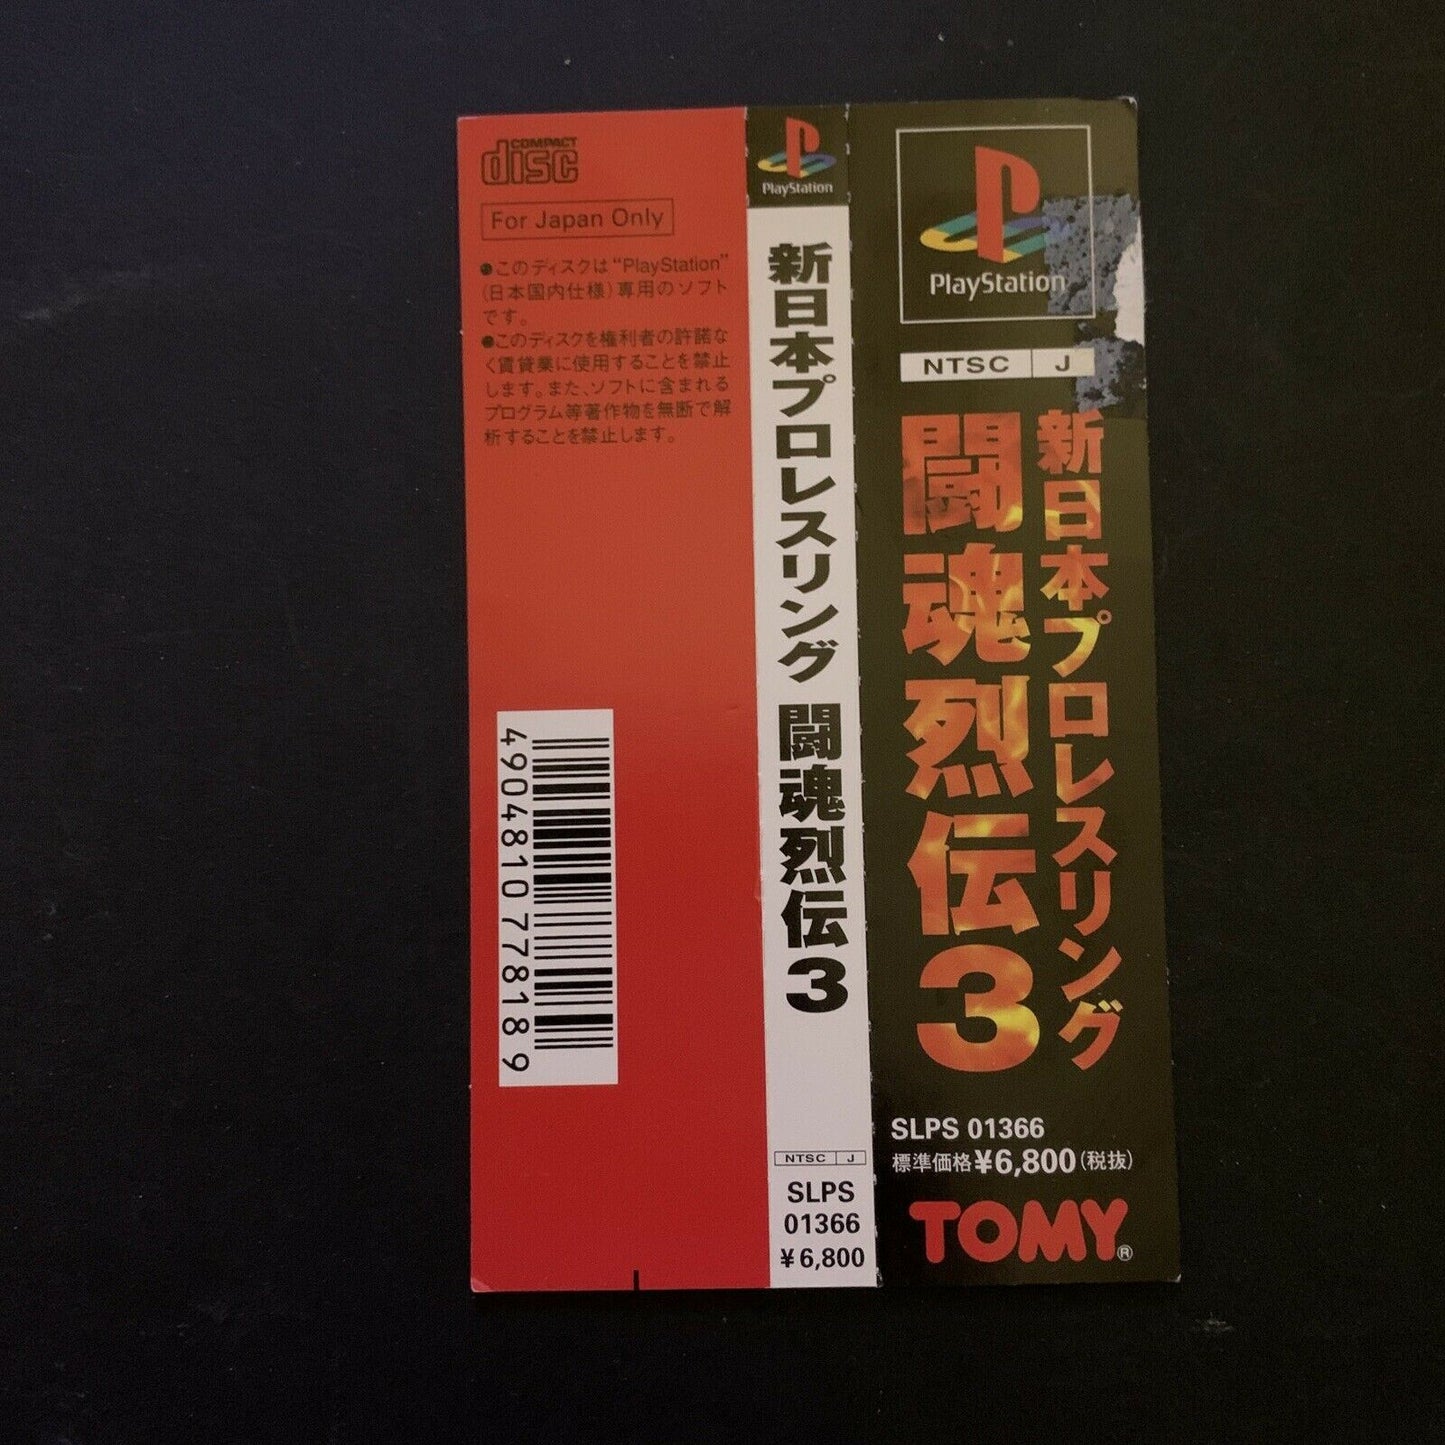 COMPACT
disc
For Japan Only
●このディスクは“PlayStation”
(日本国内仕様)専用のソフト
です。
●このディスクを権利者の許諾な
く賃貸業に使用することを禁止
します。また、ソフトに含まれる
プログラム等著作物を無断で解
析することを禁止します。
4904810778189
PlayStation
新日本プロレスリング 闘魂烈伝3
NTSC J
SLPS
01366
¥6,800
PlayStation
NTSC J
新日本プロレスリング
闘魂烈伝3
SLPS 01366
標準価格¥6,800(税抜)
TOMY®